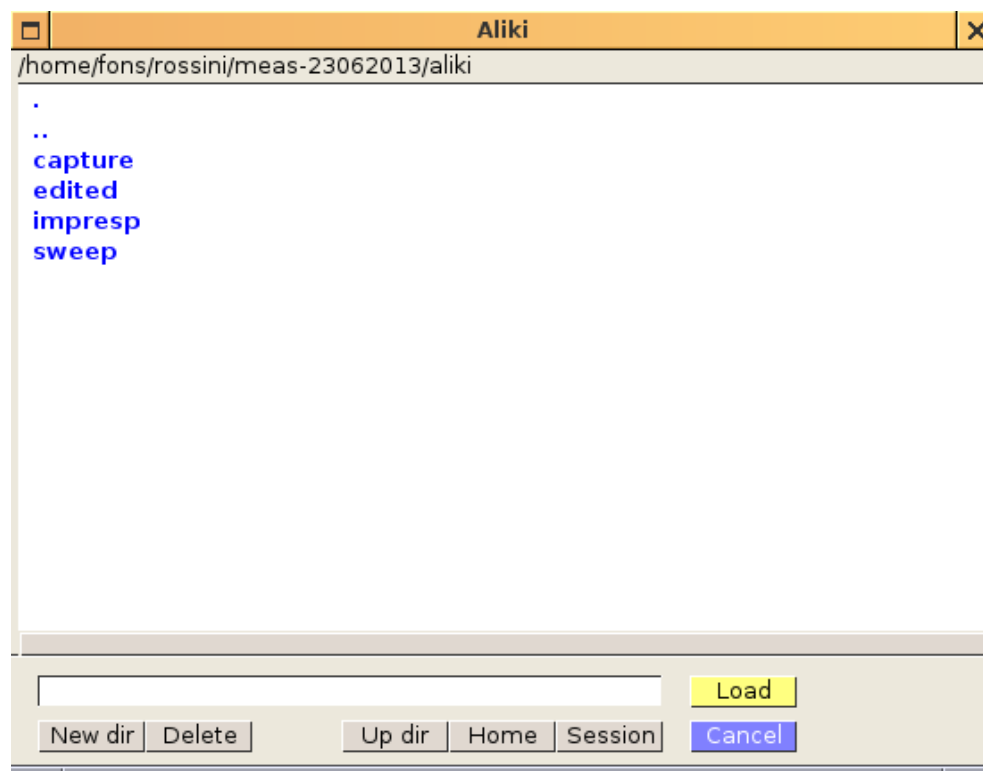 Aliki
/home/fons/rossini/meas-23062013/aliki
.
..
capture
edited
impresp
sweep
Load
New dir Delete Up dir Home Session Cancel